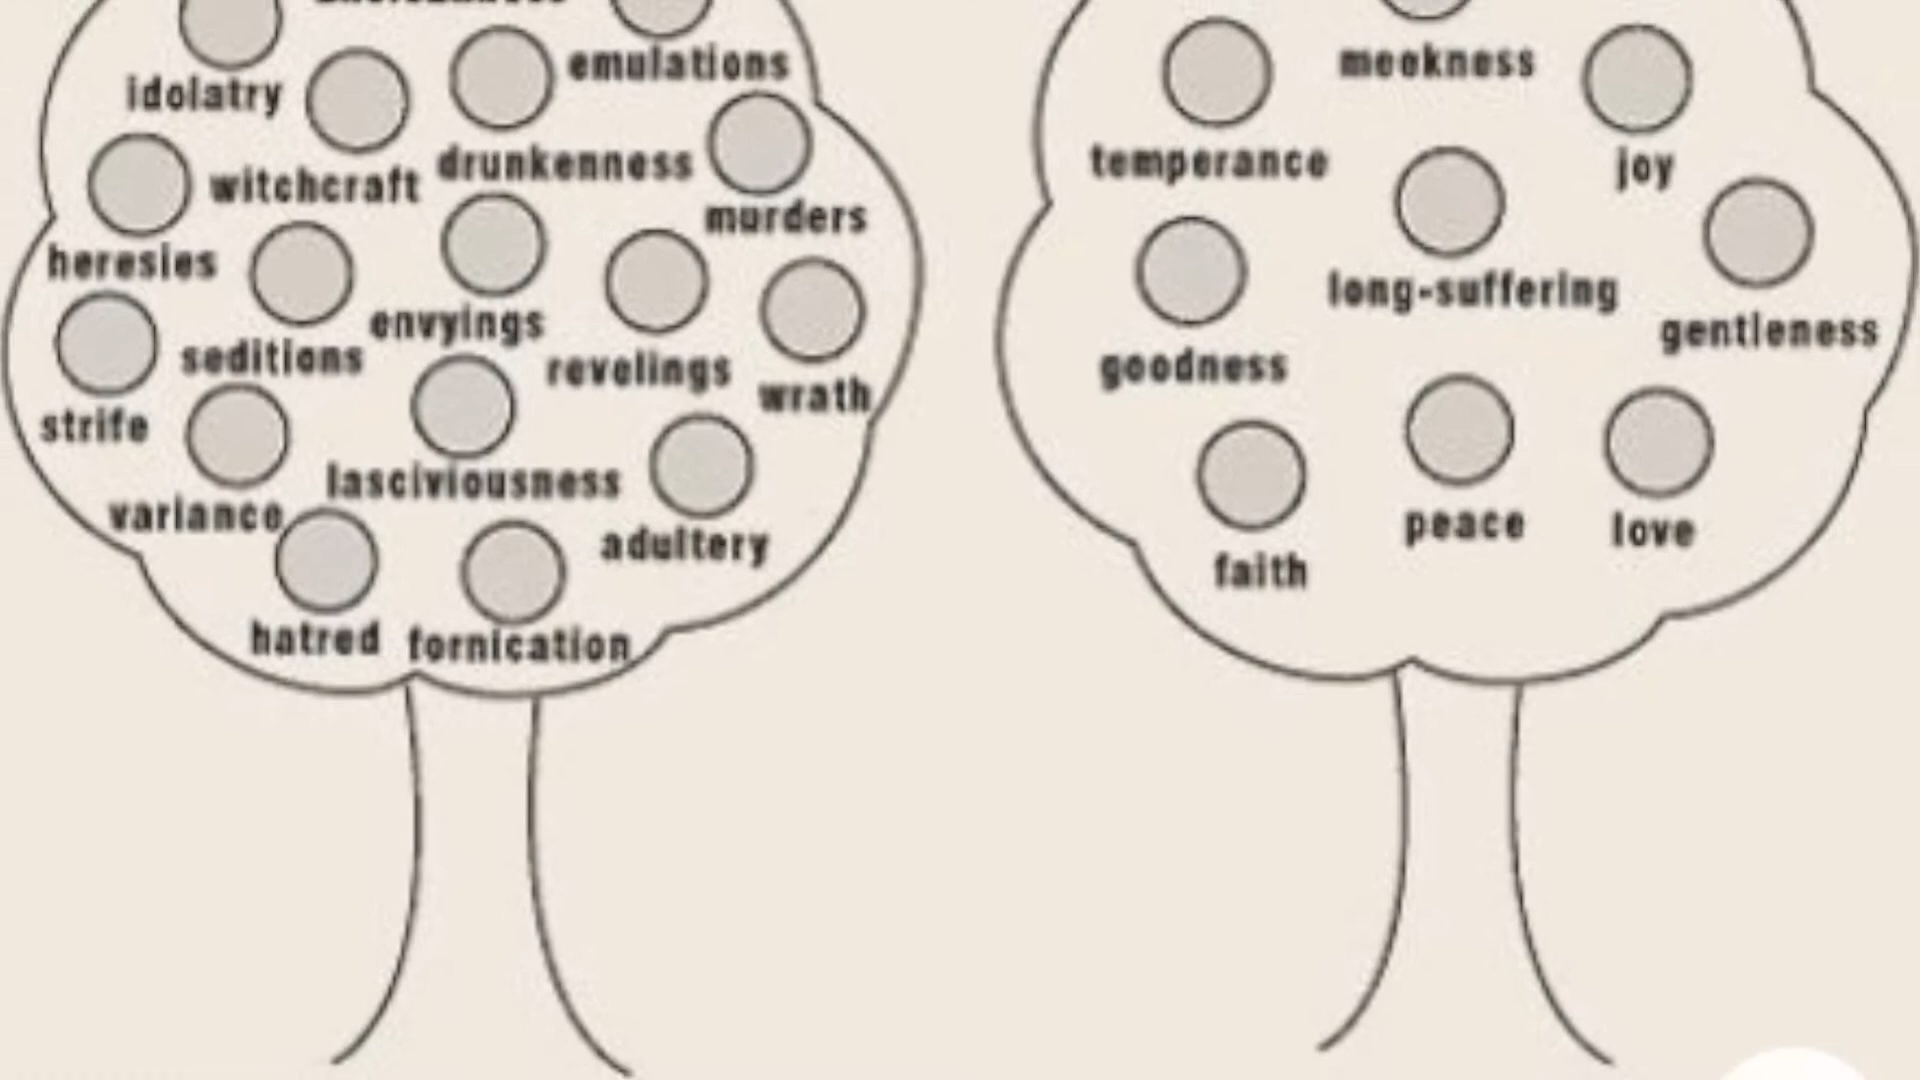 emulations
idolatry
drunkenness
witchcraft
murders
heresies
envyings
seditions
revelings
wrath
strife
lasciviousness
variance
adultery
hatred
fornication
meekness
temperance
joy
long-suffering
gentleness
goodness
peace
love
faith